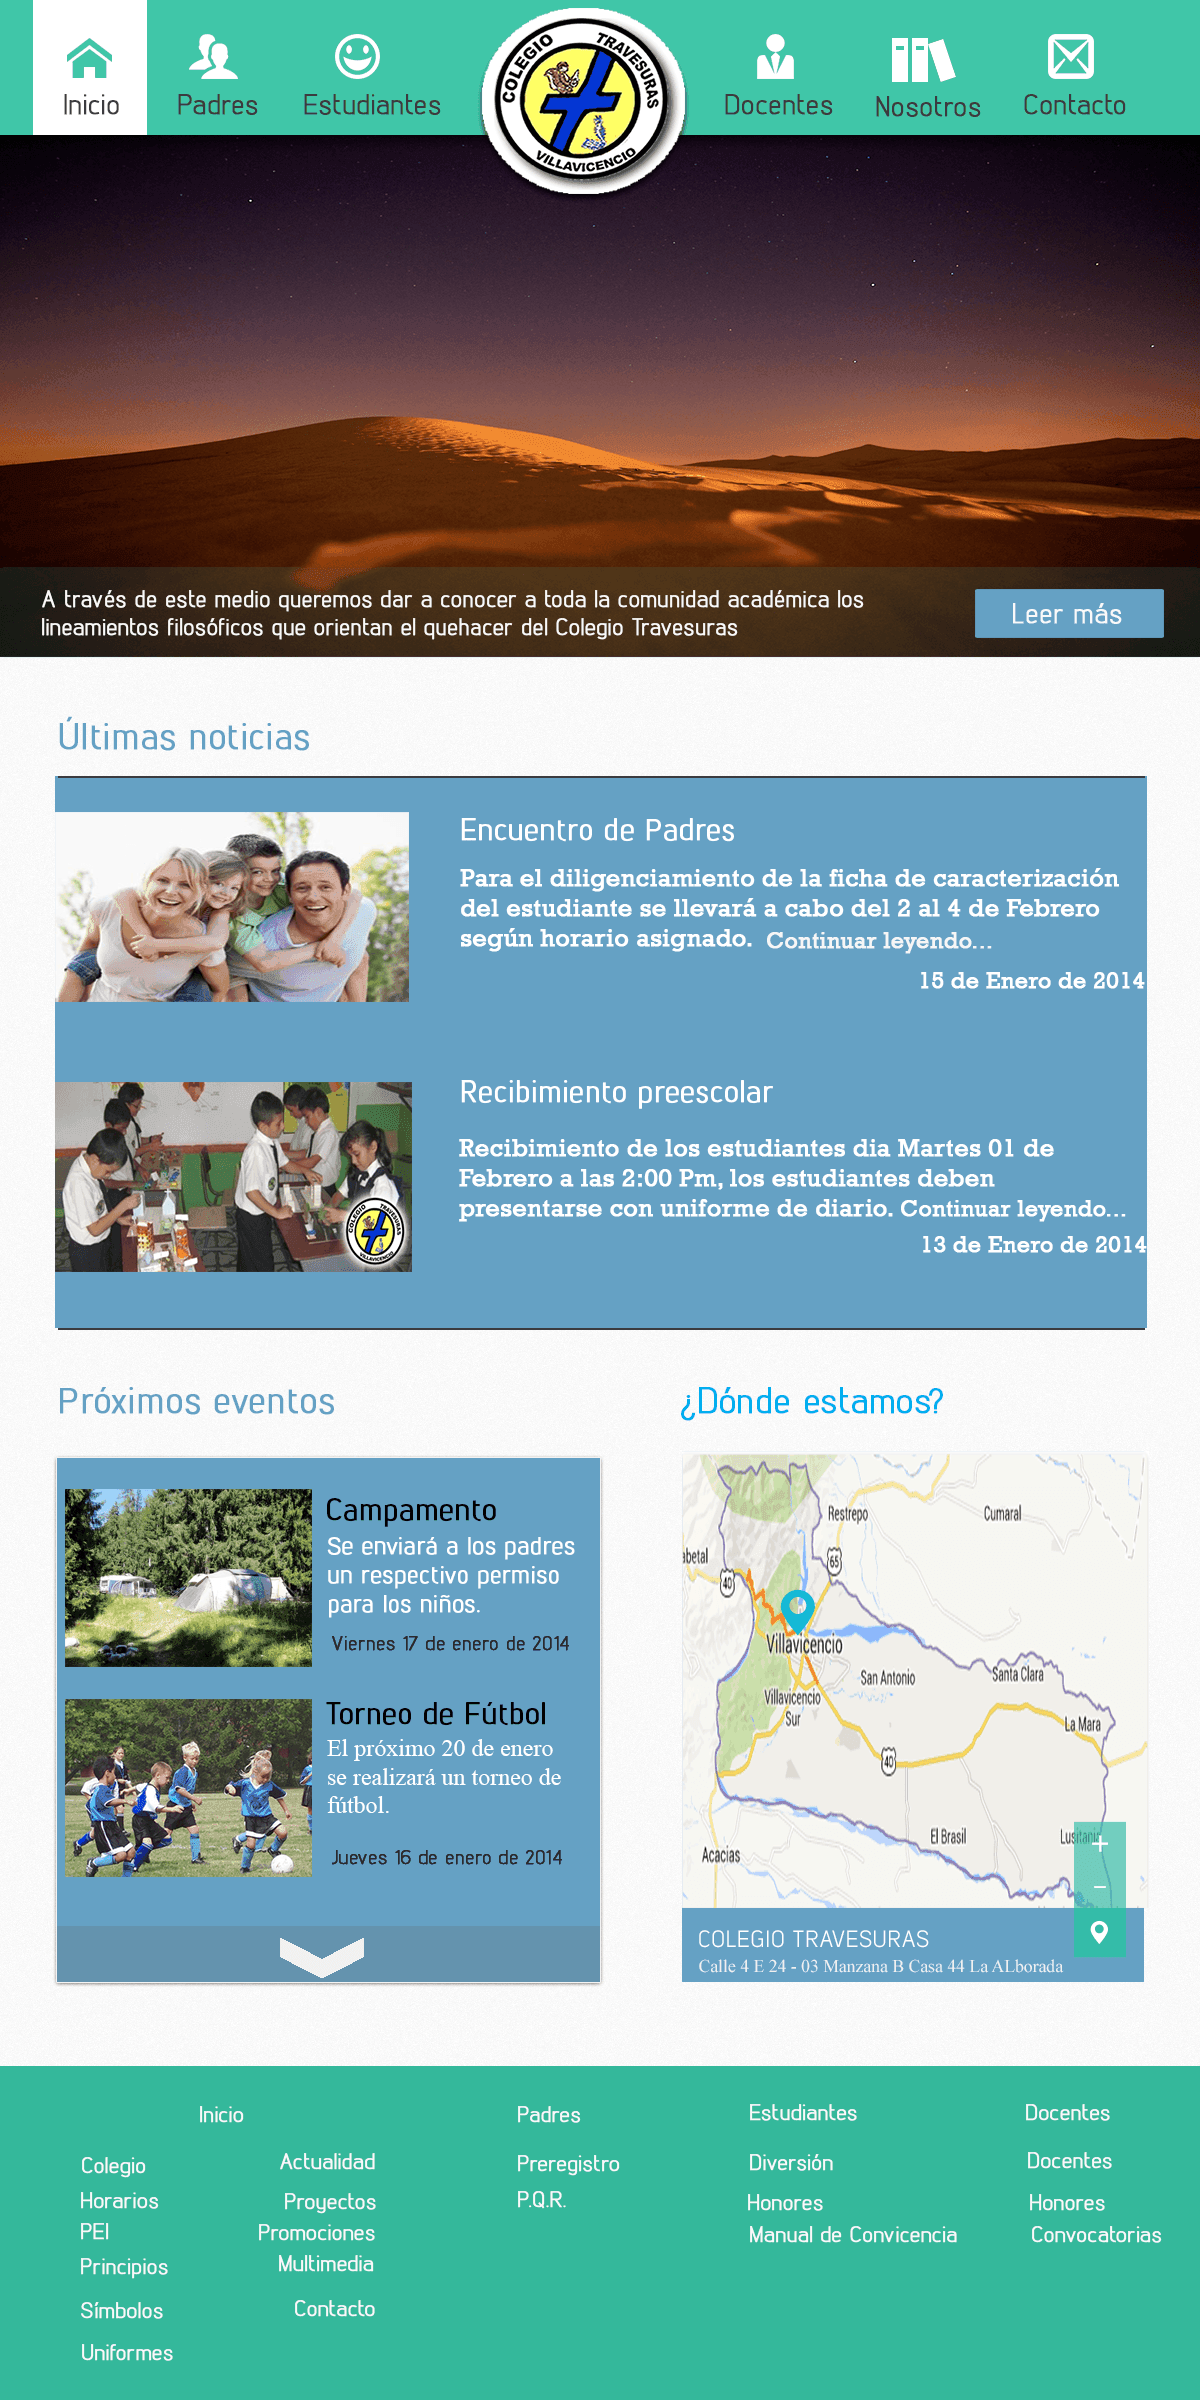 Inicio
Padres
Estudiantes
COLEGIO TRAVESURAS
VILLAVICENCIO
Docentes
Nosotros
Contacto
A través de este medio queremos dar a conocer a toda la comunidad académica los
lineamientos filosóficos que orientan el quehacer del Colegio Travesuras
Leer más
Últimas noticias
Encuentro de Padres
Para el diligenciamiento de la ficha de caracterización
del estudiante se llevará a cabo del 2 al 4 de Febrero
según horario asignado. Continuar leyendo...
15 de Enero de 2014
Recibimiento preescolar
Recibimiento de los estudiantes dia Martes 01 de
Febrero a las 2:00 Pm, los estudiantes deben
presentarse con uniforme de diario. Continuar leyendo...
13 de Enero de 2014
COLEGIO TRAVESURAS
VILLAVICENCIO
Próximos eventos
Campamento
Se enviará a los padres
un respectivo permiso
para los niños.
Viernes 17 de enero de 2014
Torneo de Fútbol
El próximo 20 de enero
se realizará un torneo de
fútbol.
Jueves 16 de enero de 2014
¿Dónde estamos?
Restrepo
Cumaral
abetal
65
40
Villavicencio
San Antonio
Santa Clara
Villavicencio
Sur
La Mara
40
El Brasil
Lusitania
Acacias
+
-
COLEGIO TRAVESURAS
Calle 4 E 24 - 03 Manzana B Casa 44 La ALborada
Inicio
Colegio
Horarios
PEI
Principios
Símbolos
Uniformes
Actualidad
Proyectos
Promociones
Multimedia
Contacto
Padres
Preregistro
P.Q.R.
Estudiantes
Diversión
Honores
Manual de Convicencia
Docentes
Docentes
Honores
Convocatorias